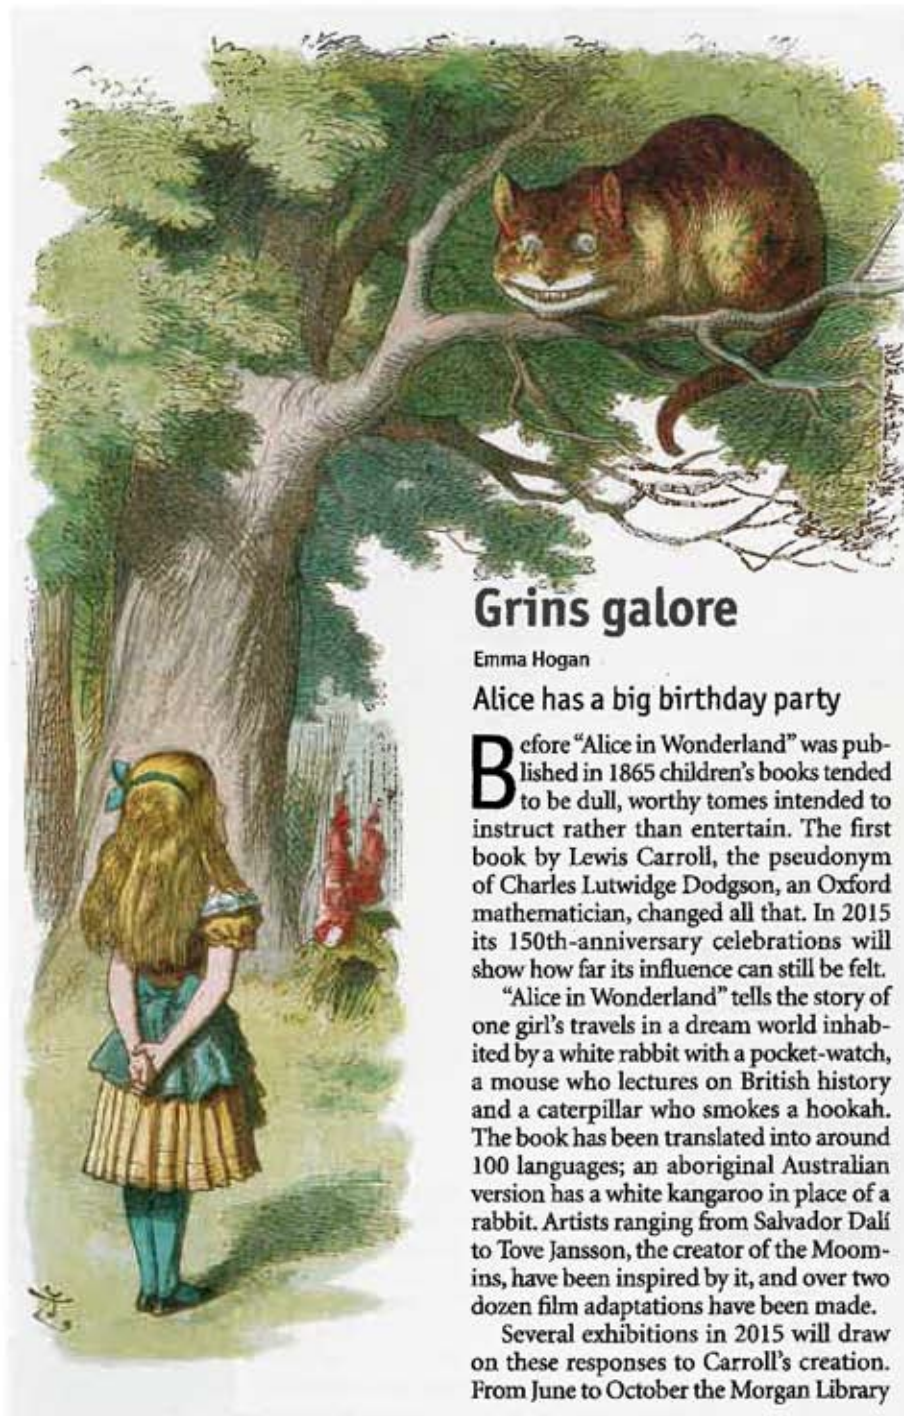 Grins galore
Emma Hogan
Alice has a big birthday party
Before “Alice in Wonderland” was pub-
lished in 1865 children’s books tended
to be dull, worthy tomes intended to
instruct rather than entertain. The first
book by Lewis Carroll, the pseudonym
of Charles Lutwidge Dodgson, an Oxford
mathematician, changed all that. In 2015
its 150th-anniversary celebrations will
show how far its influence can still be felt.
“Alice in Wonderland” tells the story of
one girl’s travels in a dream world inhab-
ited by a white rabbit with a pocket-watch,
a mouse who lectures on British history
and a caterpillar who smokes a hookah.
The book has been translated into around
100 languages; an aboriginal Australian
version has a white kangaroo in place of a
rabbit. Artists ranging from Salvador Dalí
to Tove Jansson, the creator of the Moom-
ins, have been inspired by it, and over two
dozen film adaptations have been made.
Several exhibitions in 2015 will draw
on these responses to Carroll’s creation.
From June to October the Morgan Library